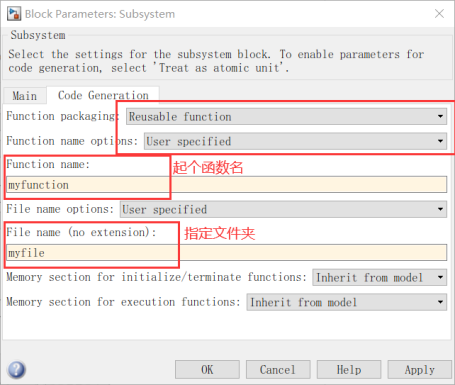 Block Parameters: Subsystem
Subsystem
Select the settings for the subsystem block. To enable parameters for
code generation, select 'Treat as atomic unit'.
Main Code Generation
Function packaging: Reusable function
Function name options: User specified
Function name: 起个函数名
myfunction
File name options: User specified
File name (no extension): 指定文件夹
myfile
Memory section for initialize/terminate functions: Inherit from model
Memory section for execution functions: Inherit from model
OK Cancel Help Apply